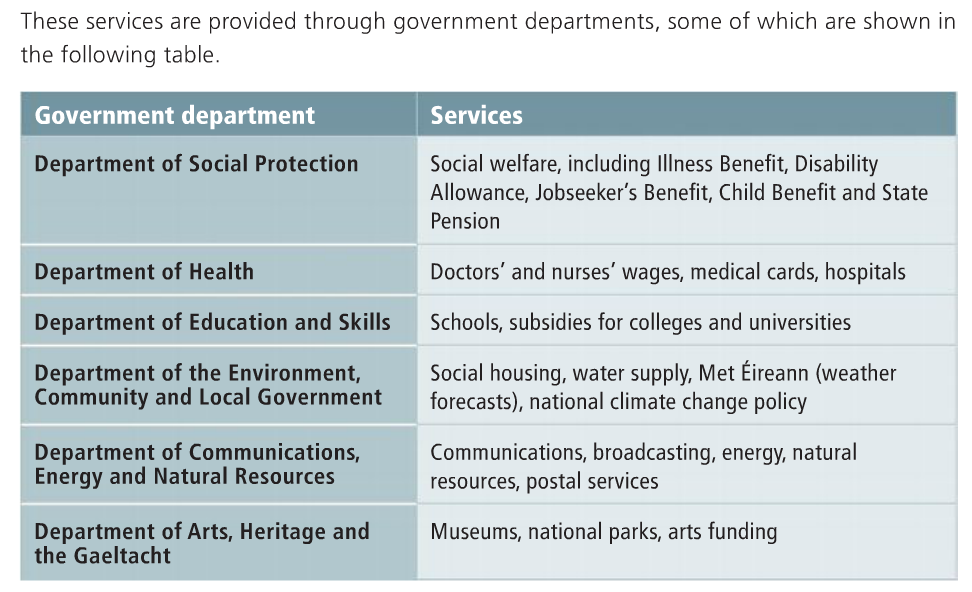 These services are provided through government departments, some of which are shown in
the following table.
Government department
Services
Department of Social Protection
Social welfare, including Illness Benefit, Disability
Allowance, Jobseeker's Benefit, Child Benefit and State
Pension
Department of Health
Doctors' and nurses' wages, medical cards, hospitals
Department of Education and Skills
Schools, subsidies for colleges and universities
Department of the Environment,
Community and Local Government
Social housing, water supply, Met Éireann (weather
forecasts), national climate change policy
Department of Communications,
Energy and Natural Resources
Communications, broadcasting, energy, natural
resources, postal services
Department of Arts, Heritage and
the Gaeltacht
Museums, national parks, arts funding